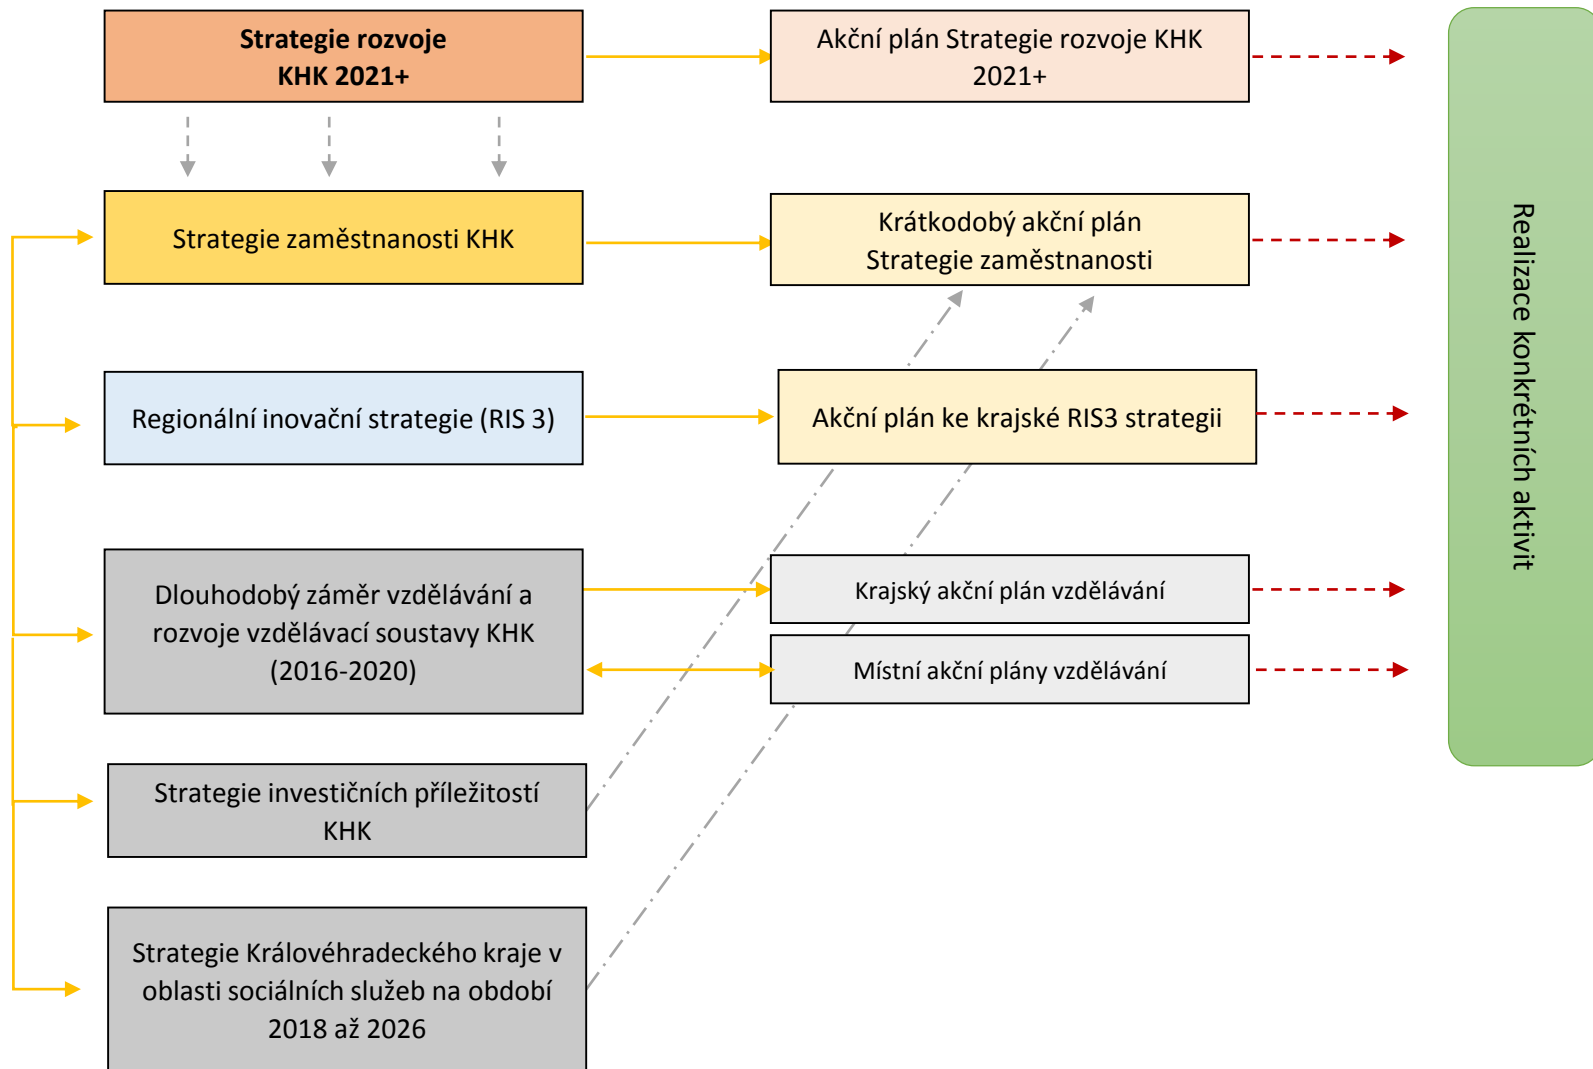 Strategie rozvoje
KHK 2021+
Akční plán Strategie rozvoje KHK
2021+
Strategie zaměstnanosti KHK
Krátkodobý akční plán
Strategie zaměstnanosti
Regionální inovační strategie (RIS 3)
Akční plán ke krajské RIS3 strategii
Dlouhodobý záměr vzdělávání a
rozvoje vzdělávací soustavy KHK
(2016-2020)
Krajský akční plán vzdělávání
Místní akční plány vzdělávání
Strategie investičních příležitostí
KHK
Strategie Královéhradeckého kraje v
oblasti sociálních služeb na období
2018 až 2026
Realizace konkrétních aktivit